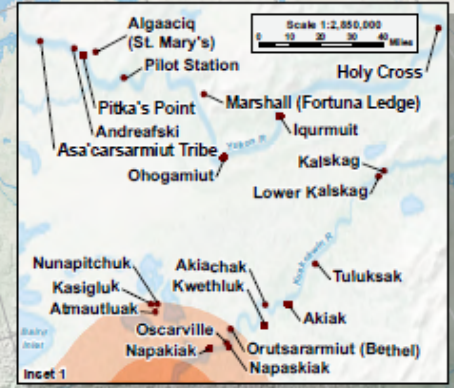 Algaaciq
(St. Mary's)
Scale 1:2,850,000
0 10 20 30 40
Miles
Pilot Station
Holy Cross
Pitka's Point
Marshall (Fortuna Ledge)
Andreafski
Iqurmuit
Asa'carsarmiut Tribe
Yukon R
Kalskag
Ohogamiut
Lower Kalskag
Kuskokwim R
Nunapitchuk
Akiachak
Tuluksak
Kasigluk
Kwethluk
Atmautluak
Akiak
Baird
Inlet
Oscarville
Orutsararmiut (Bethel)
Napakiak
Napaskiak
Inset 1